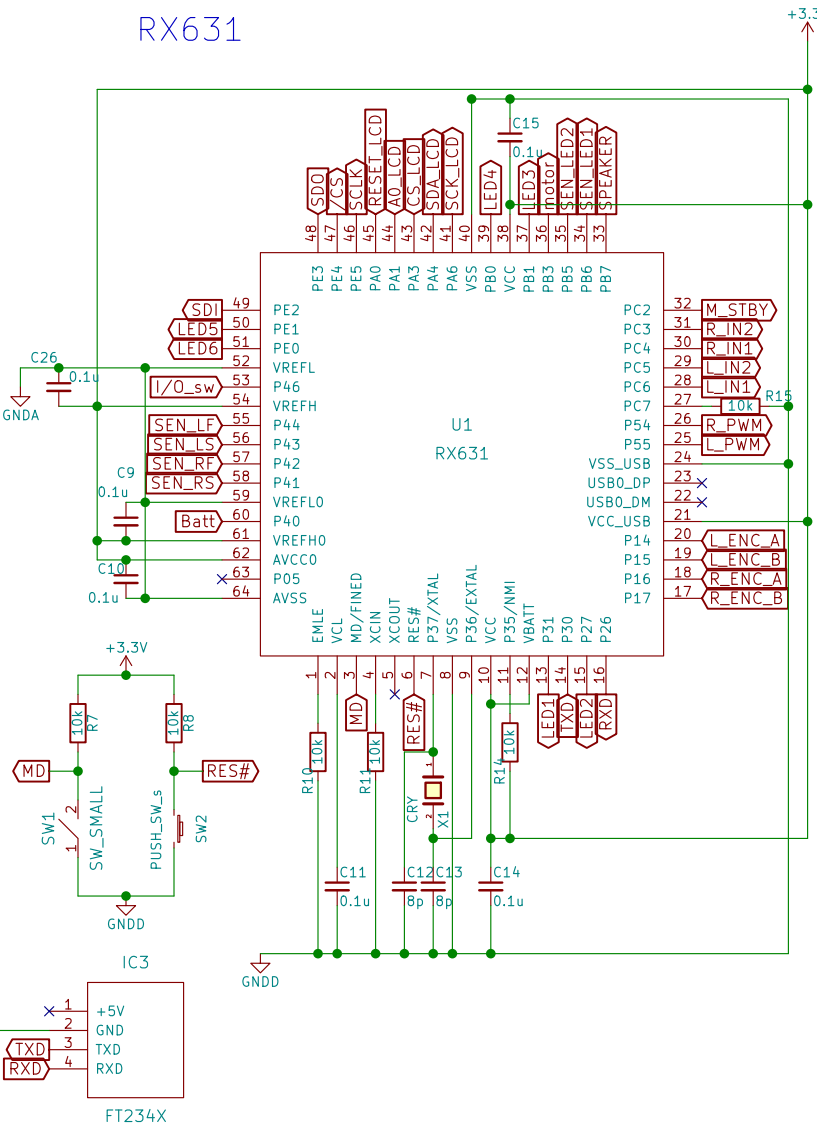 RX631
+3.3
C15
0.1u
SDO
/CS
SCLK
RESET_LCD
A0_LCD
CS_LCD
SDA_LCD
SCK_LCD
LED4
LED3
motor
SEN_LED2
SEN_LED1
SPEAKER
48 47 46 45 44 43 42 41 40 39 38 37 36 35 34 33
PE3 PE4 PE5 PA0 PA1 PA3 PA4 PA6 VSS PB0 VCC PB1 PB3 PB5 PB6 PB7
SDI 49 PE2
LED5 50 PE1
LED6 51 PE0
52 VREFL
I/O_sw 53 P46
54 VREFH
SEN_LF 55 P44
SEN_LS 56 P43
SEN_RF 57 P42
SEN_RS 58 P41
59 VREFL0
Batt 60 P40
61 VREFH0
62 AVCC0
63 P05
64 AVSS
C26
0.1u
GNDA
C9
0.1u
C10
0.1u
U1
RX631
PC2 32 M_STBY
PC3 31 R_IN2
PC4 30 R_IN1
PC5 29 L_IN2
PC6 28 L_IN1
PC7 27 10k R15
P54 26 R_PWM
P55 25 L_PWM
VSS_USB 24
USB0_DP 23
USB0_DM 22
VCC_USB 21
P14 20 L_ENC_A
P15 19 L_ENC_B
P16 18 R_ENC_A
P17 17 R_ENC_B
EMLE VCL MD/FINED XCIN XCOUT RES# P37/XTAL VSS P36/EXTAL VCC P35/NMI VBATT P31 P30 P27 P26
1 2 3 4 5 6 7 8 9 10 11 12 13 14 15 16
MD
RES#
LED1
TXD
LED2
RXD
R10 10k
R11 10k
R14 10k
CRY
X1
1
2
C11
0.1u
C12
8p
C13
8p
C14
0.1u
GNDD
+3.3V
10k R7
10k R8
MD
RES#
SW1
2
1
SW_SMALL
PUSH_SW_s
SW2
GNDD
IC3
1 +5V
2 GND
TXD 3 TXD
RXD 4 RXD
FT234X